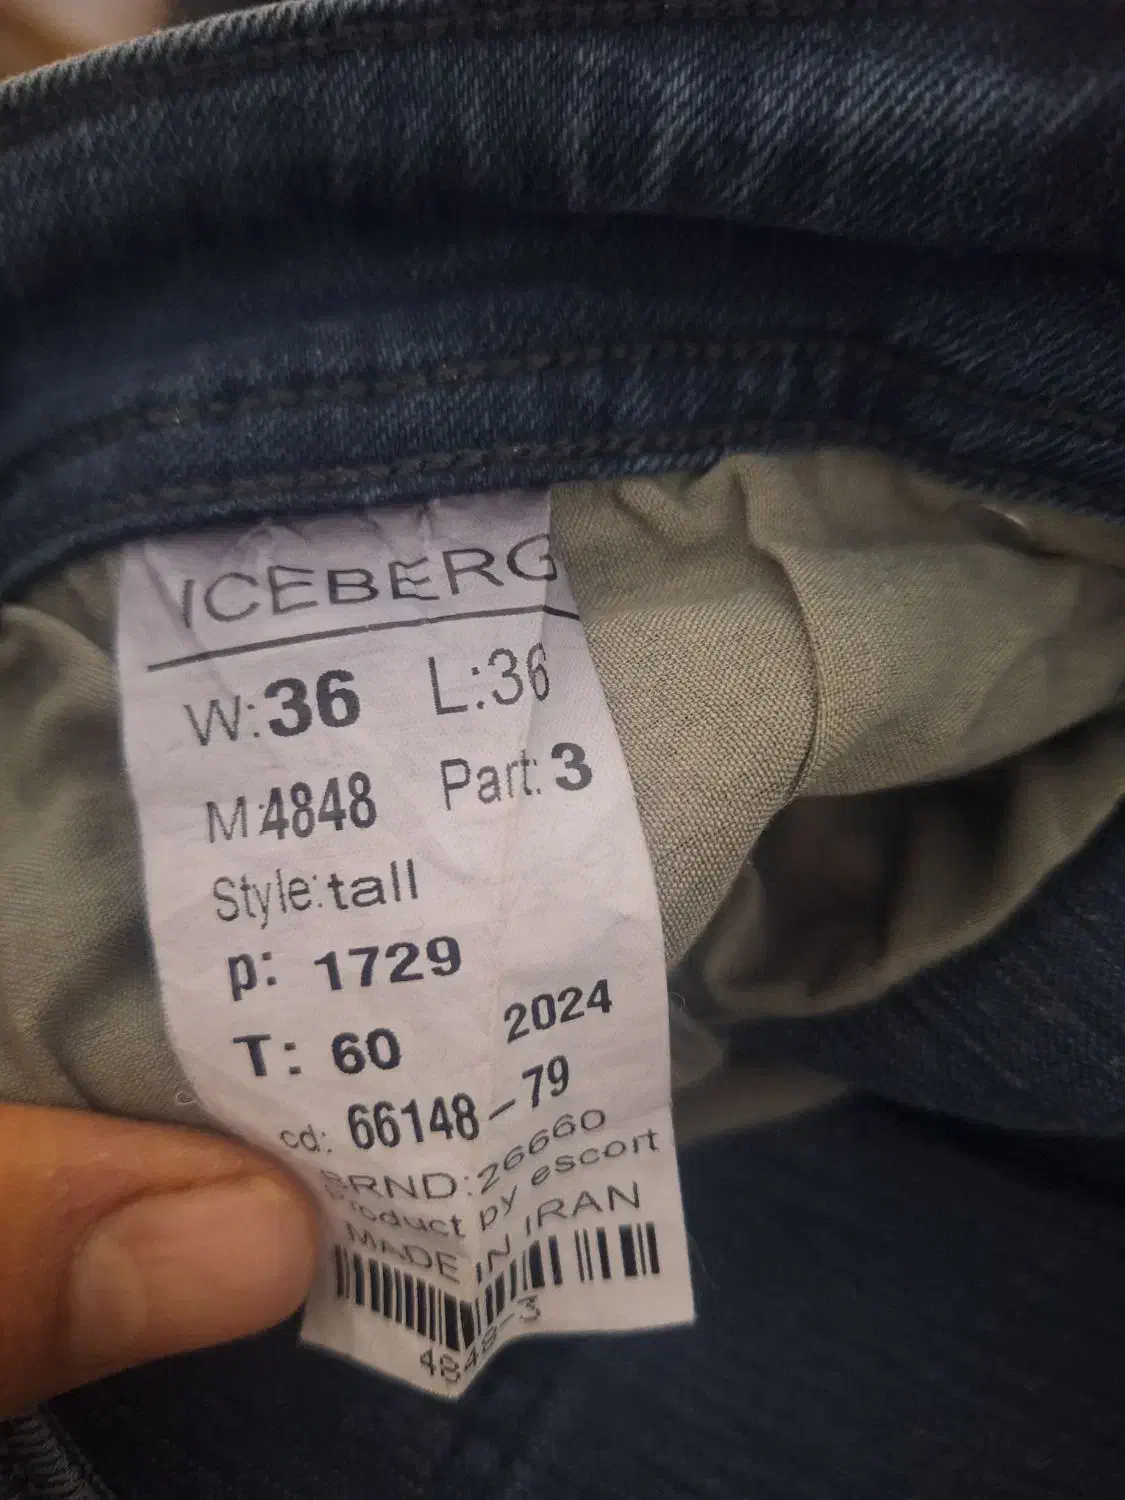 ICEBERG
W:36 L:36
M:4848 Part:3
Style:tall
p: 1729
T: 60 2024
cd: 66148-79
BRND:26660
Product py escort
MADE IN IRAN
4848-3